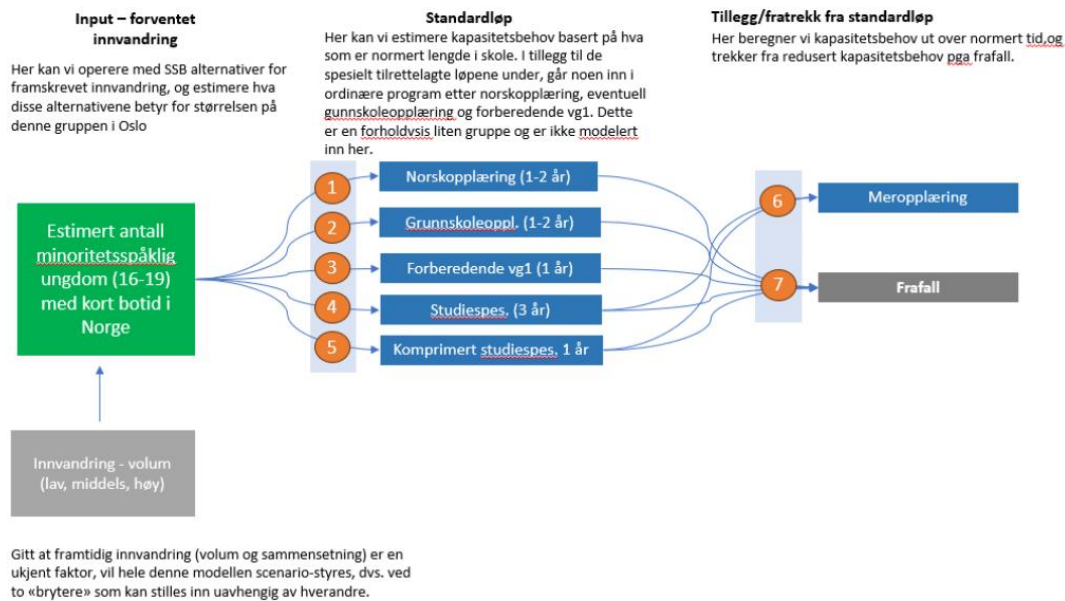 Input – forventet
innvandring
Her kan vi operere med SSB alternativer for
framskrevet innvandring, og estimere hva
disse alternativene betyr for størrelsen på
denne gruppen i Oslo
Standardløp
Her kan vi estimere kapasitetsbehov basert på hva
som er normert lengde i skole. I tillegg til de
spesielt tilrettelagte løpene under, går noen inn i
ordinære program etter norskopplæring, eventuell
gunnskoleopplæring og forberedende vg1. Dette
er en forholdvsis liten gruppe og er ikke modelert
inn her.
Tillegg/fratrekk fra standardløp
Her beregner vi kapasitetsbehov ut over normert tid,og
trekker fra redusert kapasitetsbehov pga frafall.
Estimert antall
minoritetsspåklig
ungdom (16-19)
med kort botid i
Norge
Innvandring - volum
(lav, middels, høy)
1
Norskopplæring (1-2 år)
2
Grunnskoleoppl. (1-2 år)
3
Forberedende vg1 (1 år)
4
Studiespes. (3 år)
5
Komprimert studiespes. 1 år
6
Meropplæring
7
Frafall
Gitt at framtidig innvandring (volum og sammensetning) er en
ukjent faktor, vil hele denne modellen scenario-styres, dvs. ved
to «brytere» som kan stilles inn uavhengig av hverandre.